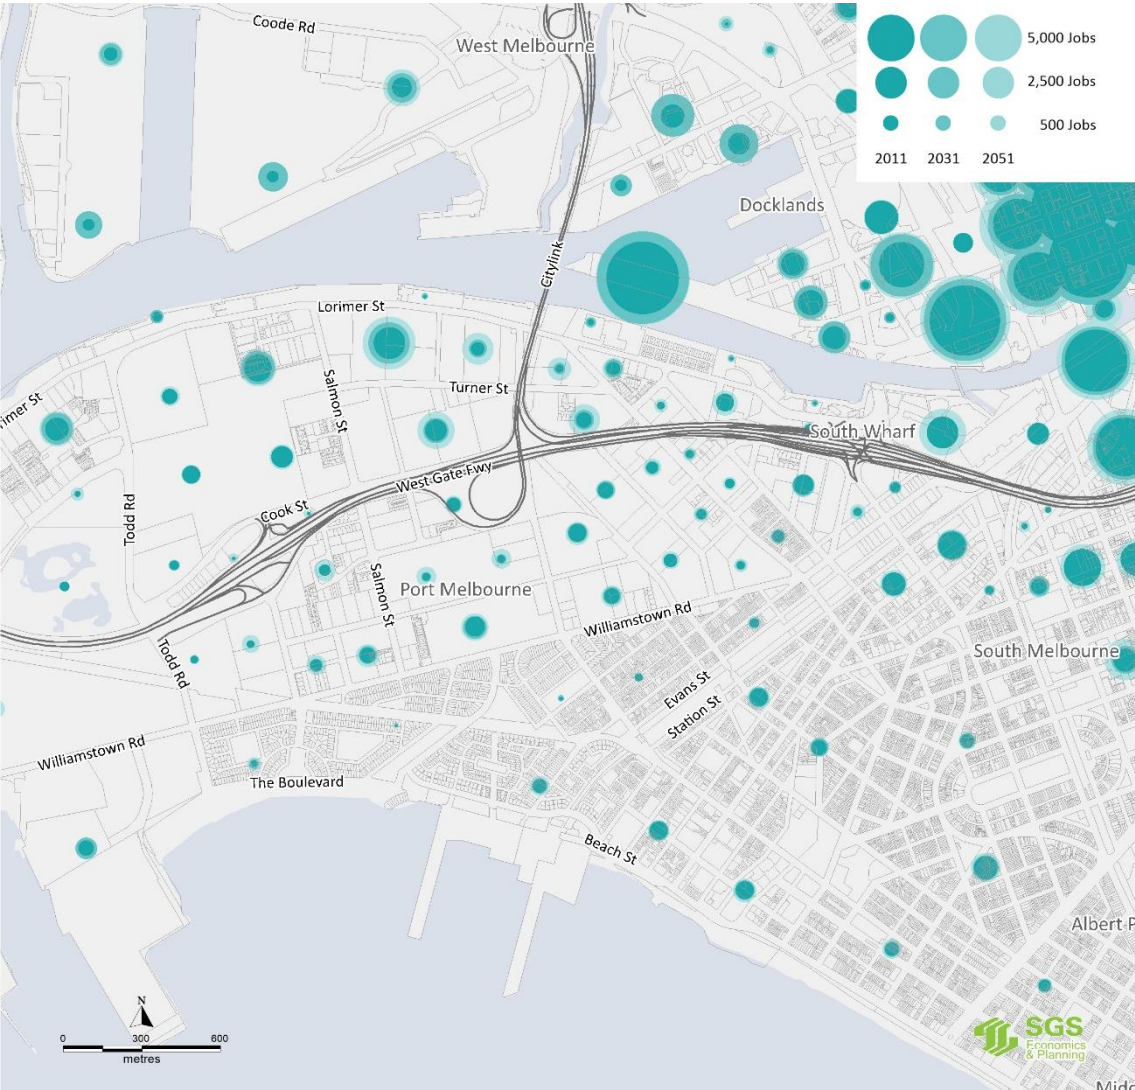 Coode Rd
West Melbourne
5,000 Jobs
2,500 Jobs
500 Jobs
2011 2031 2051
Docklands
Citylink
Lorimer St
Salmon St
Turner St
rimer St
South Wharf
West Gate Fwy
Todd Rd
Cook St
Salmon St
Port Melbourne
Williamstown Rd
Todd Rd
South Melbourne
Evans St
Station St
Williamstown Rd
The Boulevard
Beach St
Albert P
N
0 300 600
metres
SGS
Economics
& Planning
Midd